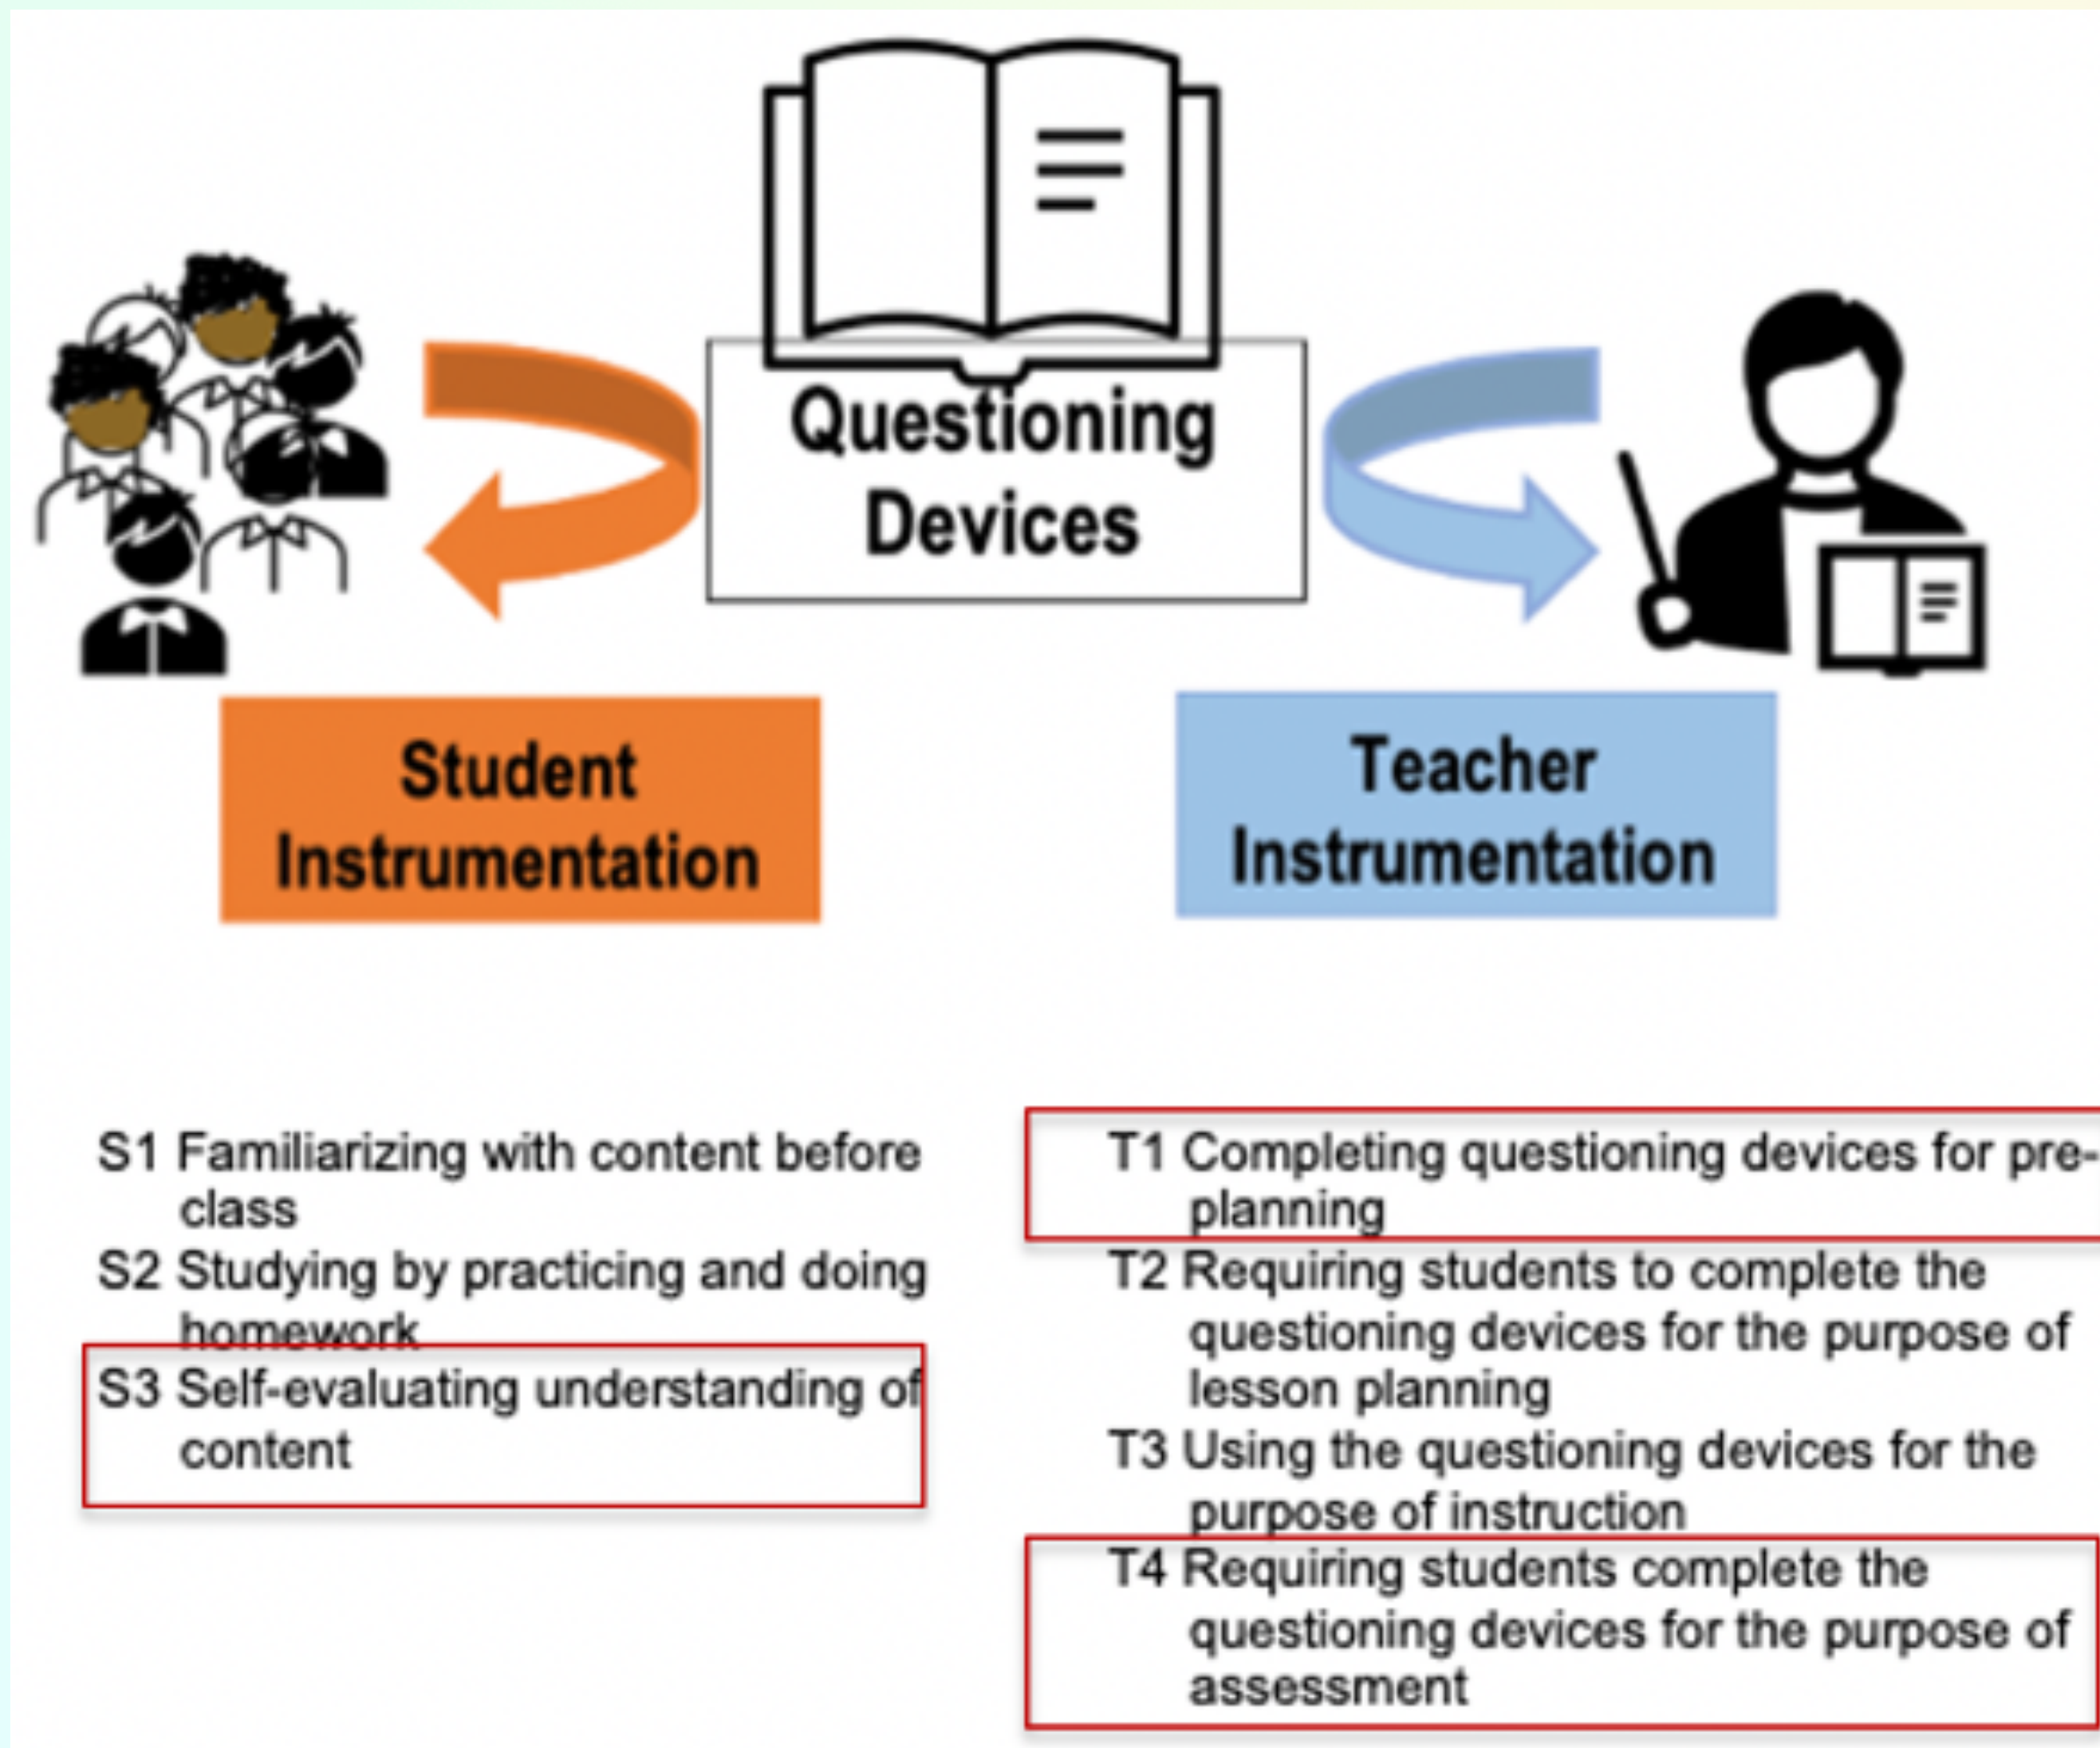 Questioning
Devices
Student
Instrumentation
Teacher
Instrumentation
S1 Familiarizing with content before
class
S2 Studying by practicing and doing
homework
S3 Self-evaluating understanding of
content
T1 Completing questioning devices for pre-
planning
T2 Requiring students to complete the
questioning devices for the purpose of
lesson planning
T3 Using the questioning devices for the
purpose of instruction
T4 Requiring students complete the
questioning devices for the purpose of
assessment